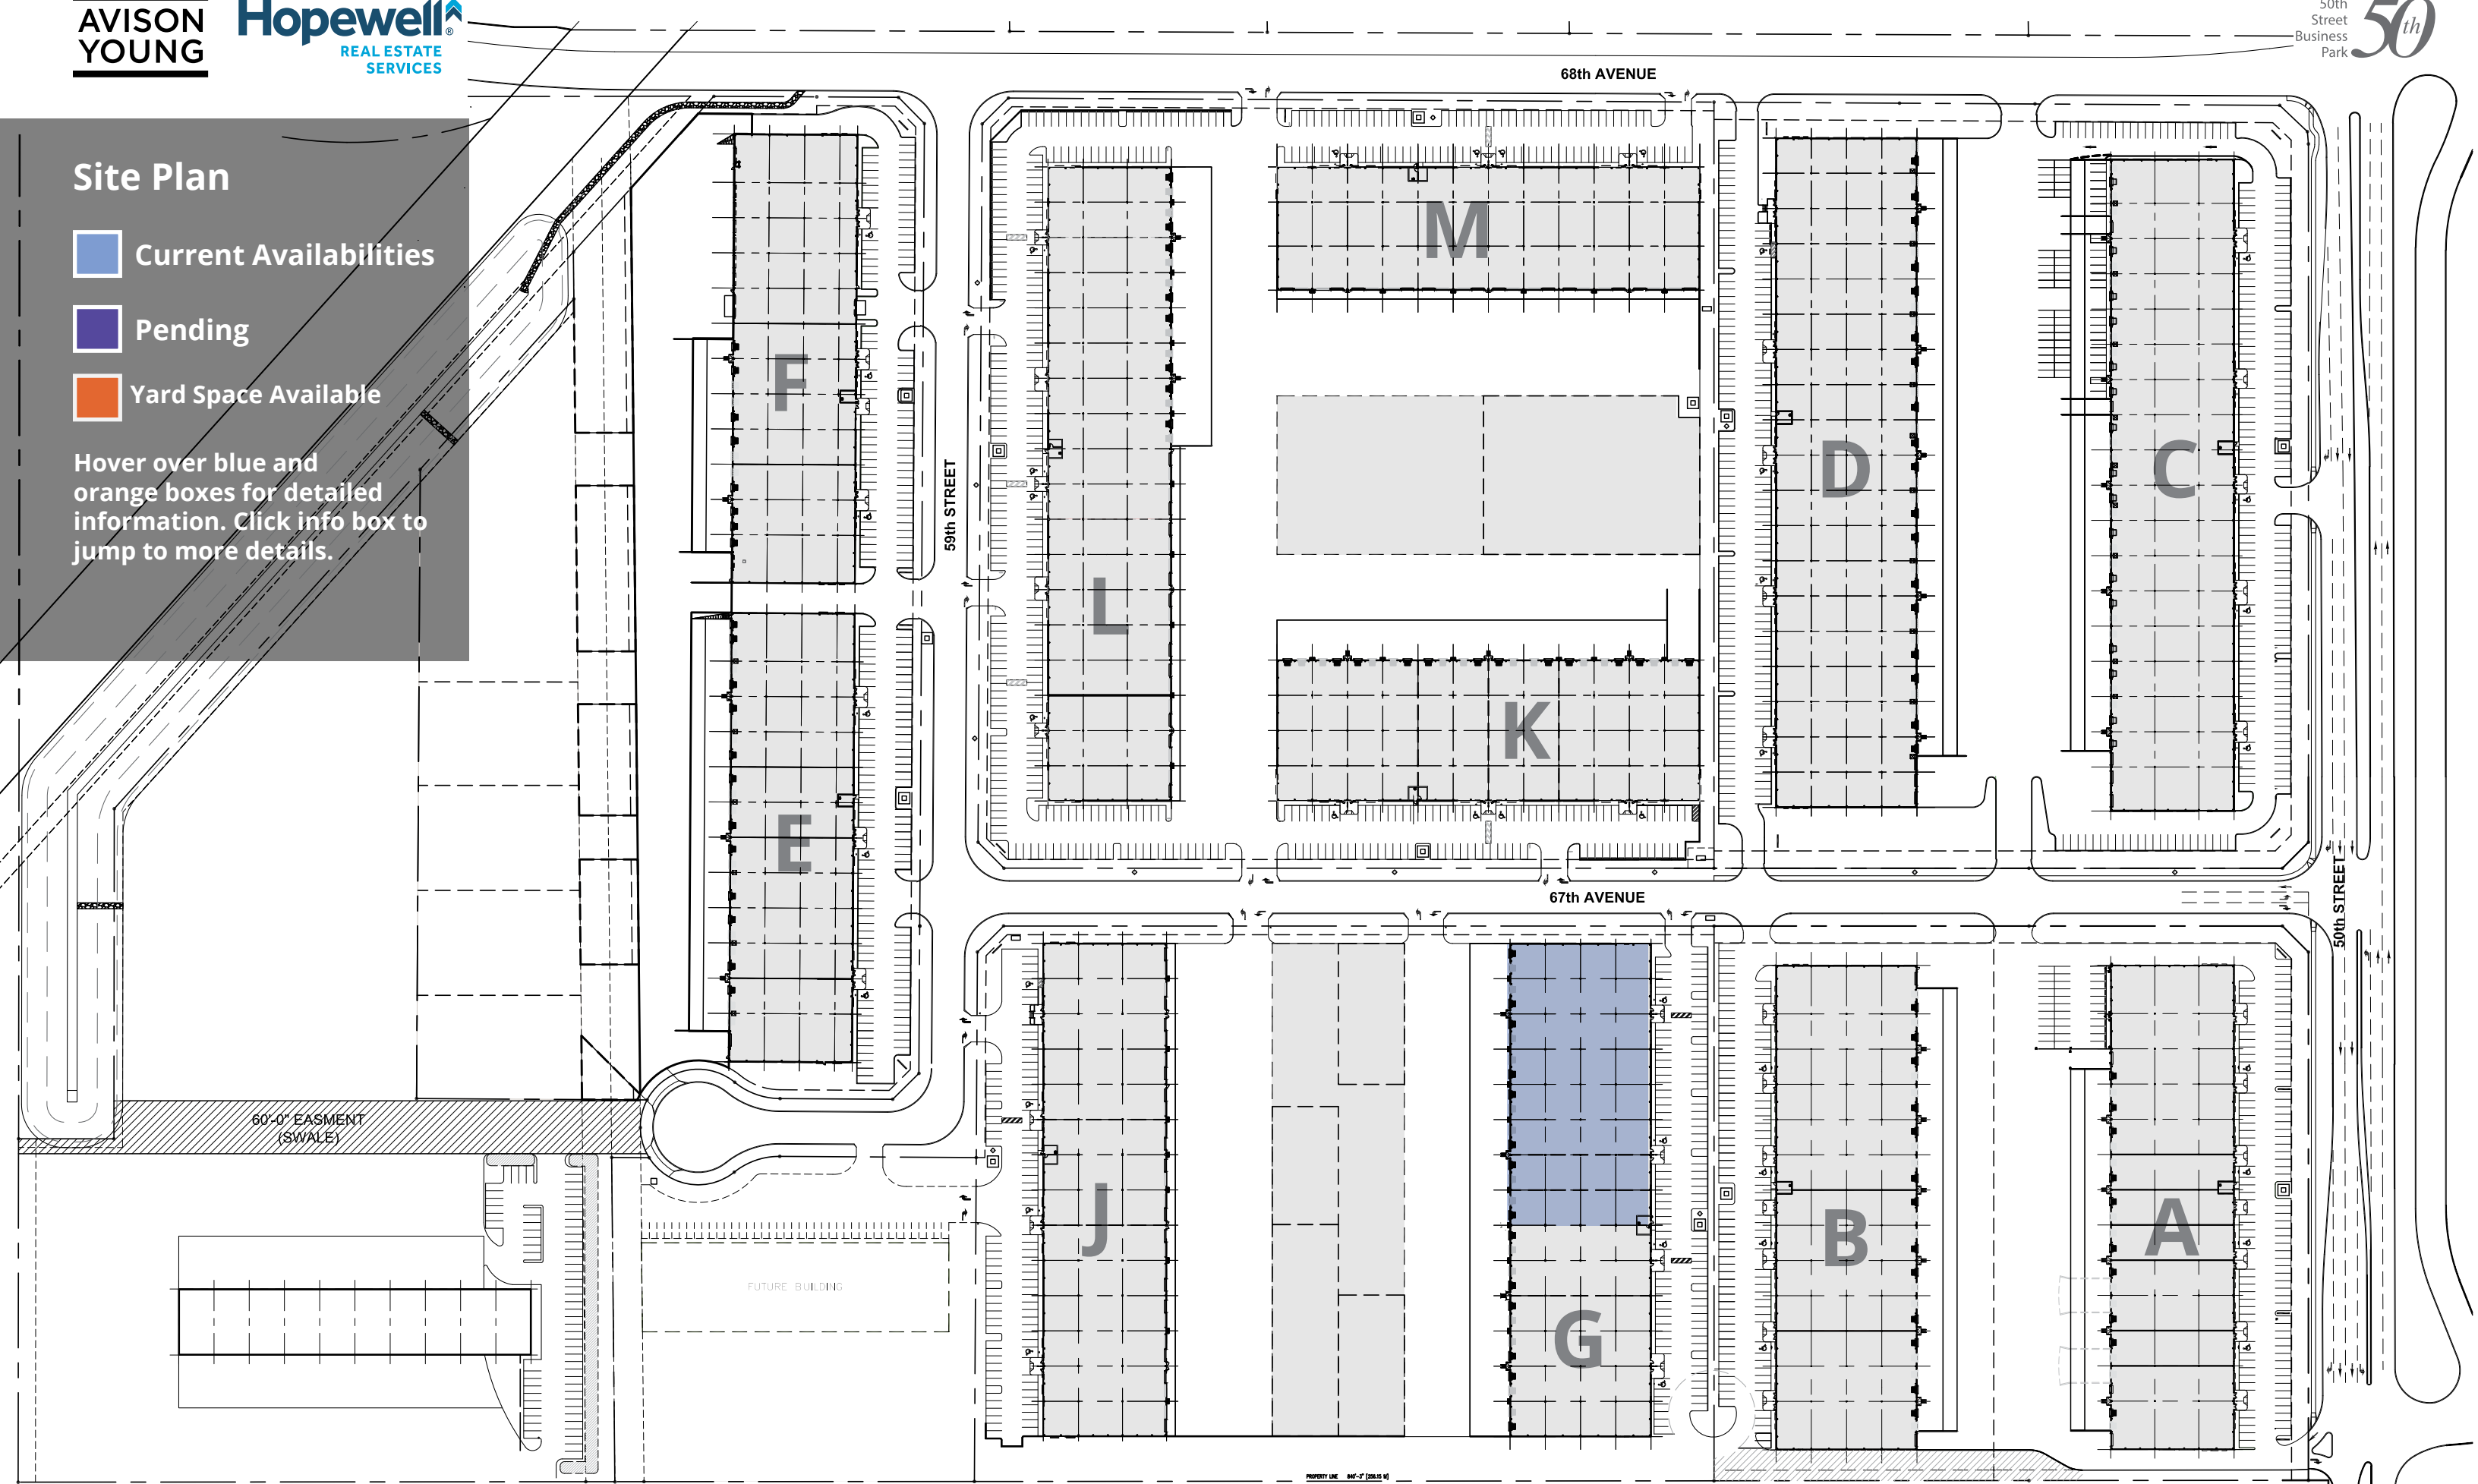 AVISON
YOUNG
Hopewell®
REAL ESTATE
SERVICES
50th
Street
Business
Park
50th
68th AVENUE
Site Plan
Current Availabilities
Pending
Yard Space Available
Hover over blue and
orange boxes for detailed
information. Click info box to
jump to more details.
M
F
D
C
59th STREET
L
K
E
67th AVENUE
50th STREET
60'-0" EASMENT
(SWALE)
J
B
A
G
FUTURE BUILDING
PROPERTY LINE